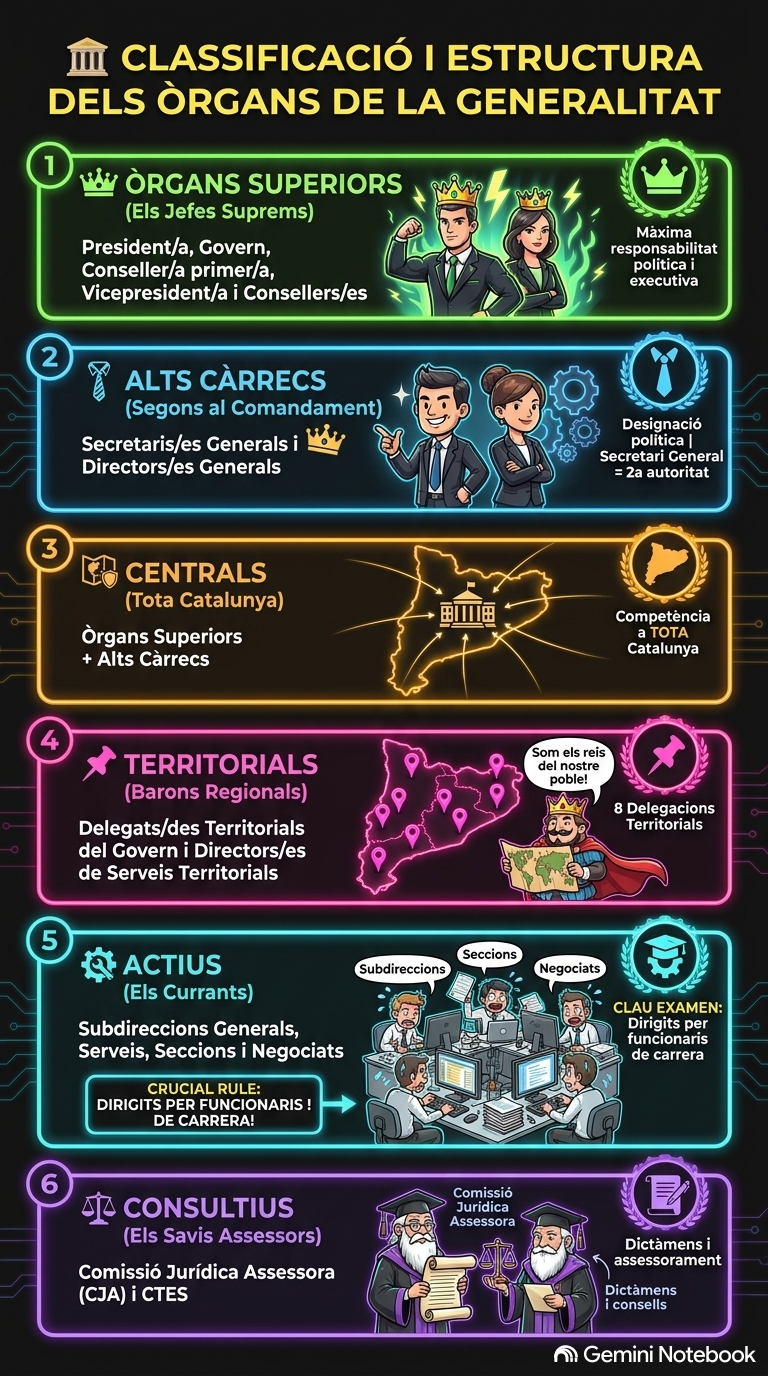 CLASSIFICACIÓ I ESTRUCTURA
DELS ÒRGANS DE LA GENERALITAT
1
ÒRGANS SUPERIORS
(Els Jefes Suprems)
President/a, Govern,
Conseller/a primer/a,
Vicepresident/a i Consellers/es
Màxima
responsabilitat
política i
executiva
2
ALTS CÀRRECS
(Segons al Comandament)
Secretaris/es Generals i
Directors/es Generals
Designació
política |
Secretari General
= 2a autoritat
3
CENTRALS
(Tota Catalunya)
Òrgans Superiors
+ Alts Càrrecs
Competència
a TOTA
Catalunya
4
TERRITORIALS
(Barons Regionals)
Delegats/des Territorials
del Govern i Directors/es
de Serveis Territorials
Som els reis
del nostre
poble!
8 Delegacions
Territorials
5
ACTIUS
(Els Currants)
Subdireccions Generals,
Serveis, Seccions i Negociats
CRUCIAL RULE:
DIRIGITS PER FUNCIONARIS !
DE CARRERA!
Subdireccions
Seccions
Negociats
CLAU EXAMEN:
Dirigits per
funcionaris
de carrera
6
CONSULTIUS
(Els Savis Assessors)
Comissió Jurídica Assessora
(CJA) i CTES
Comissió
Jurídica
Assessora
Dictàmens i
assessorament
Dictàmens
i consells
Gemini Notebook